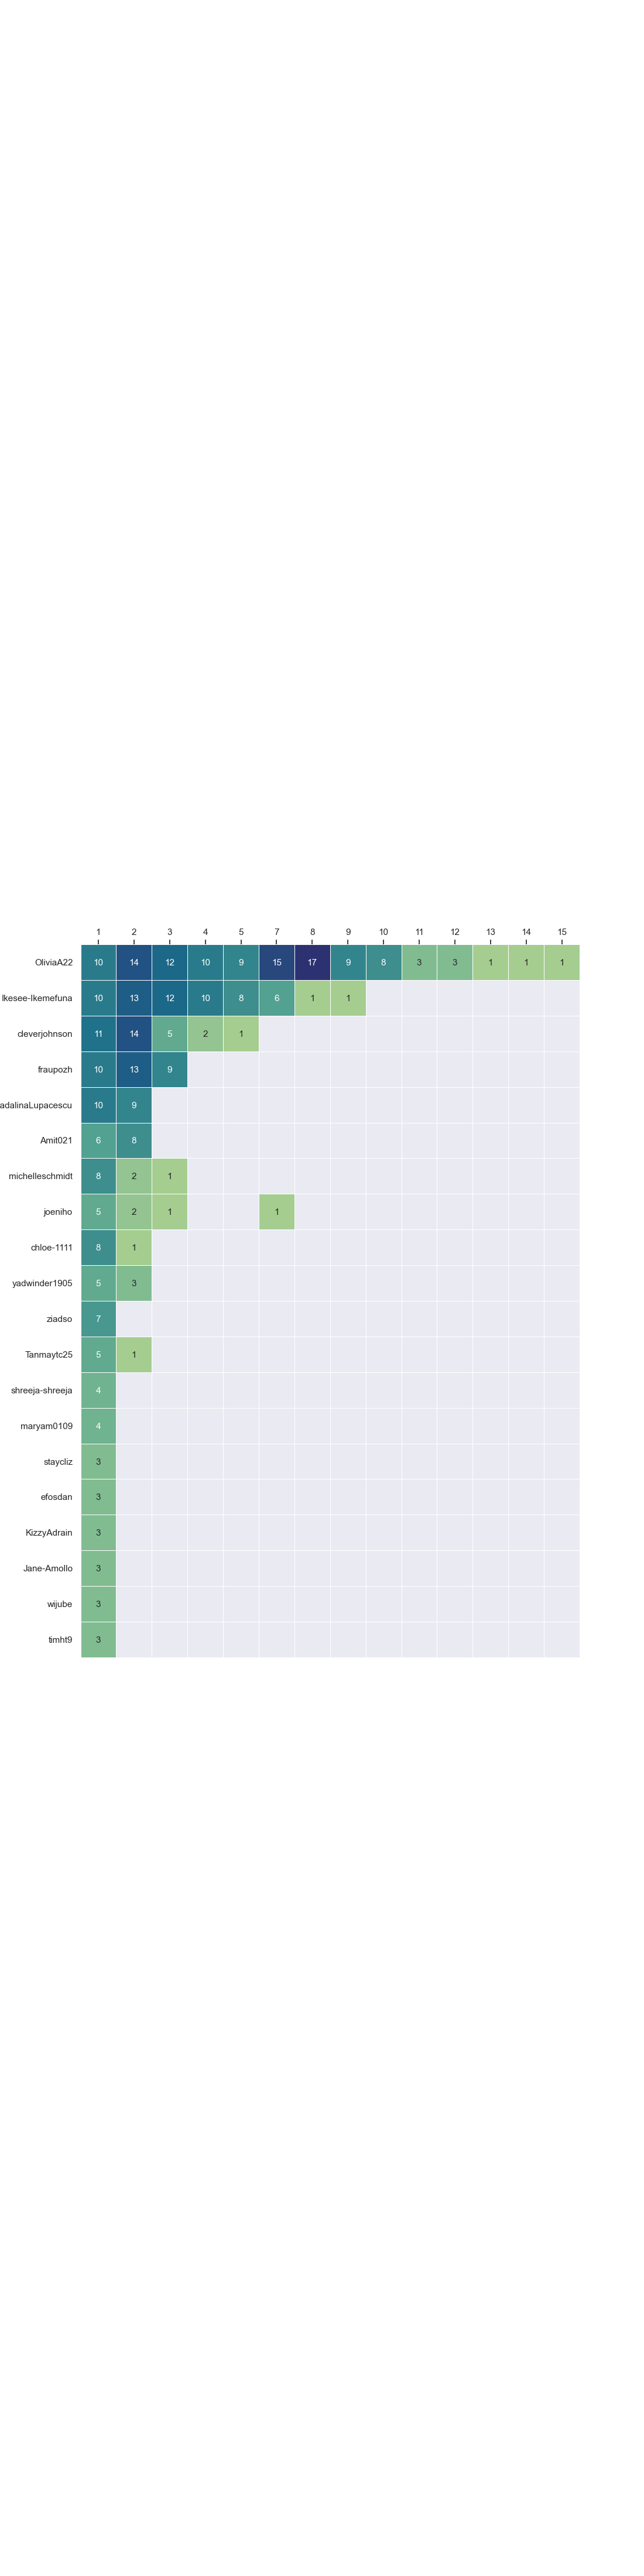 1 2 3 4 5 7 8 9 10 11 12 13 14 15
OliviaA22 10 14 12 10 9 15 17 9 8 3 3 1 1 1
Ikesee-Ikemefuna 10 13 12 10 8 6 1 1
cleverjohnson 11 14 5 2 1
fraupozh 10 13 9
adalinaLupacescu 10 9
Amit021 6 8
michelleschmidt 8 2 1
joeniho 5 2 1 1
chloe-1111 8 1
yadwinder1905 5 3
ziadso 7
Tanmaytc25 5 1
shreeja-shreeja 4
maryam0109 4
staycliz 3
efosdan 3
KizzyAdrain 3
Jane-Amollo 3
wijube 3
timht9 3